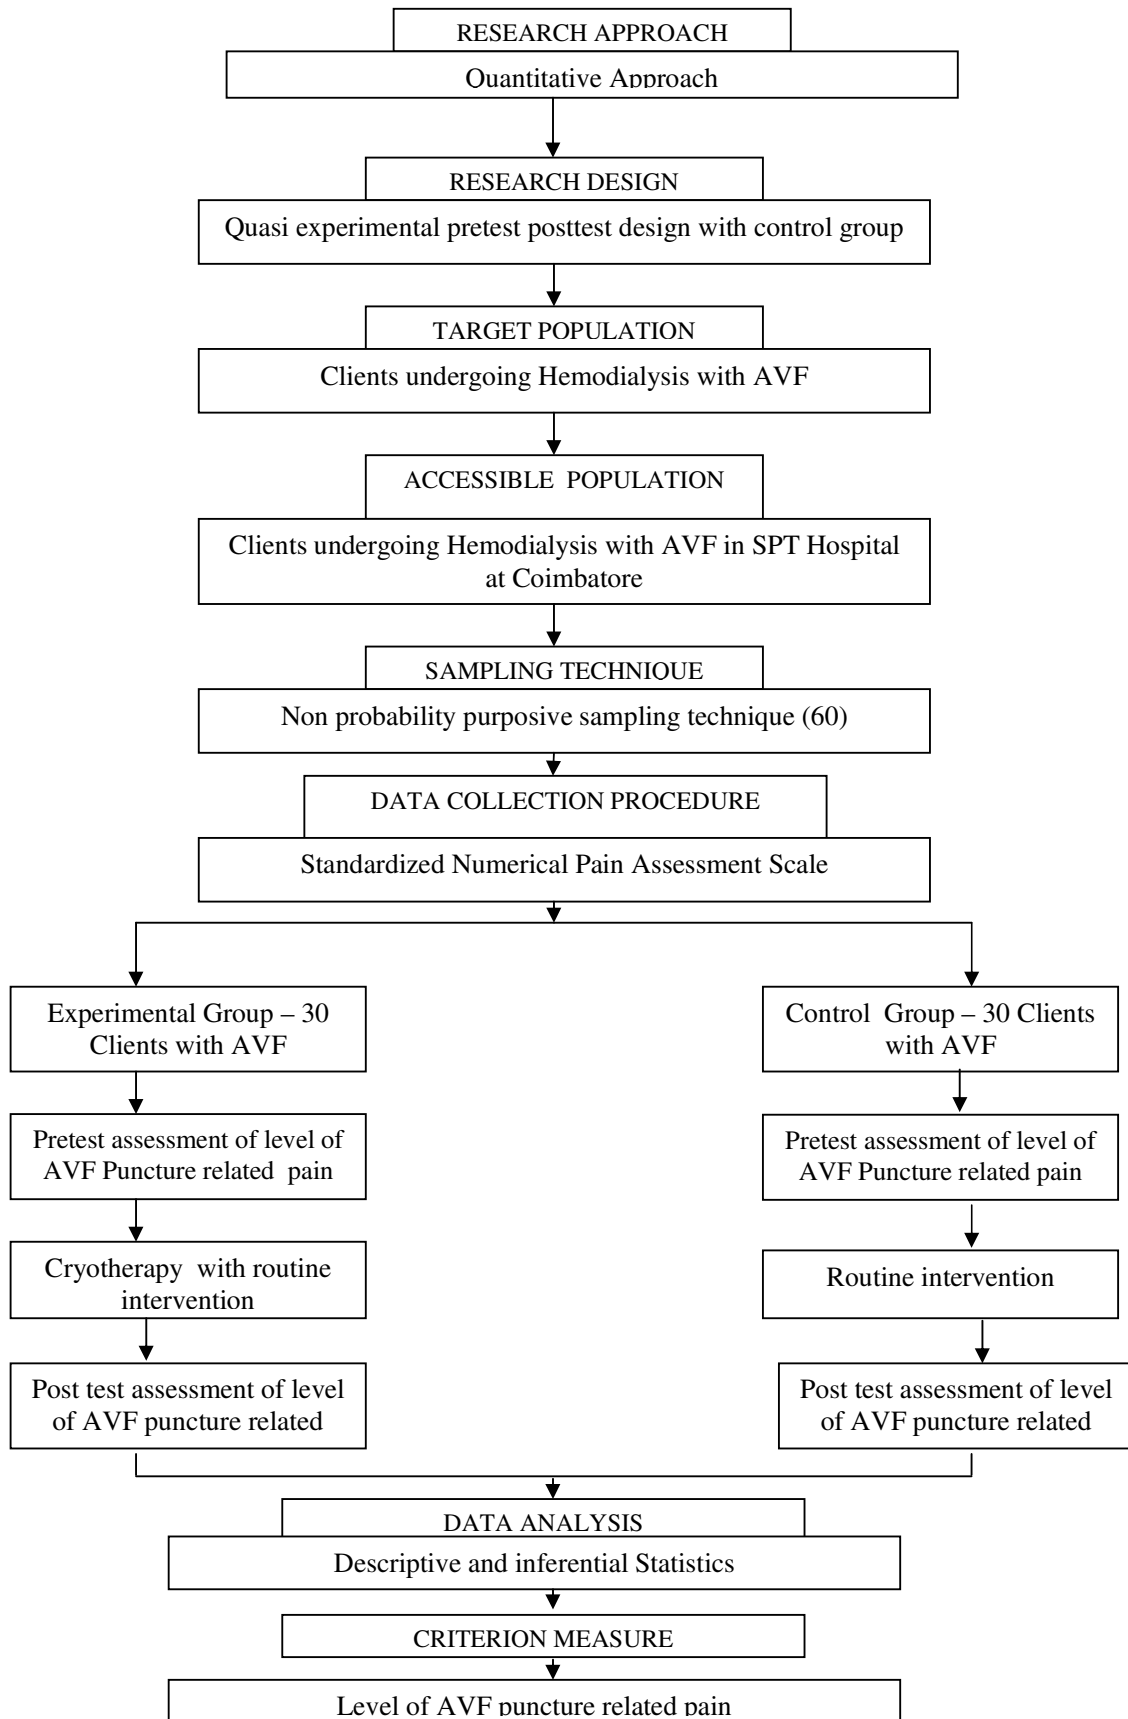 RESEARCH APPROACH
Quantitative Approach
RESEARCH DESIGN
Quasi experimental pretest posttest design with control group
TARGET POPULATION
Clients undergoing Hemodialysis with AVF
ACCESSIBLE POPULATION
Clients undergoing Hemodialysis with AVF in SPT Hospital
at Coimbatore
SAMPLING TECHNIQUE
Non probability purposive sampling technique (60)
DATA COLLECTION PROCEDURE
Standardized Numerical Pain Assessment Scale
Experimental Group – 30
Clients with AVF
Control Group – 30 Clients
with AVF
Pretest assessment of level of
AVF Puncture related pain
Pretest assessment of level of
AVF Puncture related pain
Cryotherapy with routine
intervention
Routine intervention
Post test assessment of level
of AVF puncture related
Post test assessment of level
of AVF puncture related
DATA ANALYSIS
Descriptive and inferential Statistics
CRITERION MEASURE
Level of AVF puncture related pain